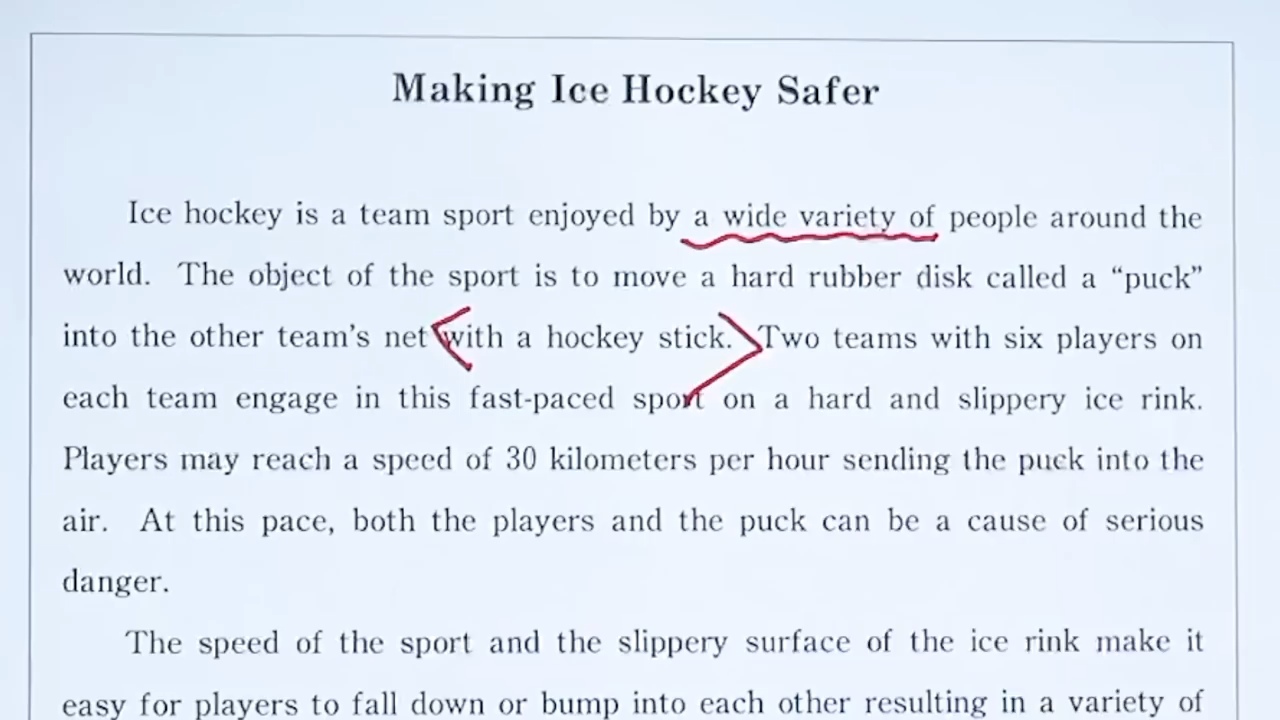 Making Ice Hockey Safer
Ice hockey is a team sport enjoyed by a wide variety of people around the
world. The object of the sport is to move a hard rubber disk called a “puck”
into the other team's net with a hockey stick. Two teams with six players on
each team engage in this fast-paced sport on a hard and slippery ice rink.
Players may reach a speed of 30 kilometers per hour sending the puck into the
air. At this pace, both the players and the puck can be a cause of serious
danger.
The speed of the sport and the slippery surface of the ice rink make it
easy for players to fall down or bump into each other resulting in a variety of